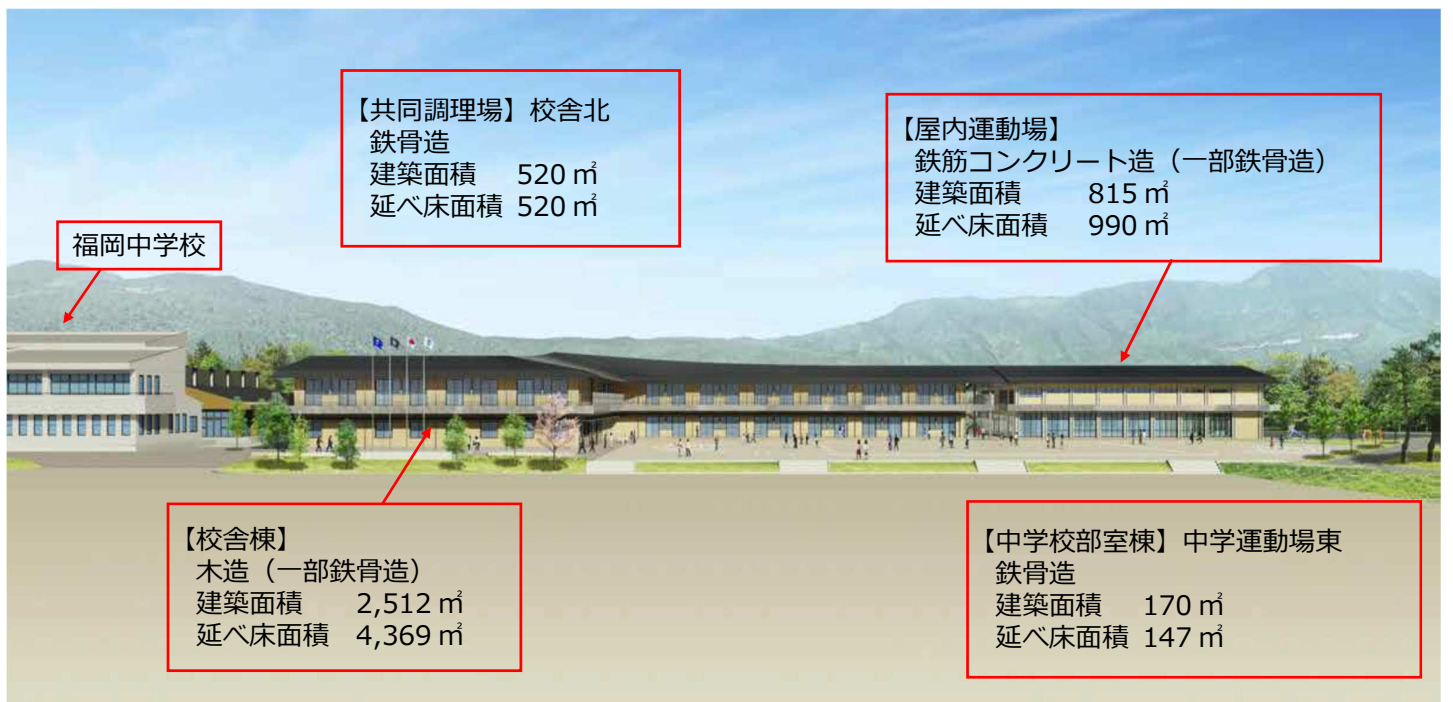 【共同調理場】校舎北
鉄骨造
建築面積 520㎡
延べ床面積 520㎡
【屋内運動場】
鉄筋コンクリート造（一部鉄骨造）
建築面積 815㎡
延べ床面積 990㎡
福岡中学校
【校舎棟】
木造（一部鉄骨造）
建築面積 2,512㎡
延べ床面積 4,369㎡
【中学校部室棟】中学運動場東
鉄骨造
建築面積 170㎡
延べ床面積 147㎡